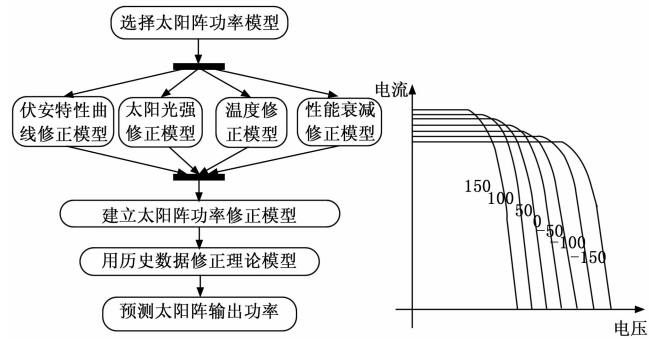 选择太阳阵功率模型
伏安特性曲
线修正模型
太阳光强
修正模型
温度修
正模型
性能衰减
修正模型
建立太阳阵功率修正模型
用历史数据修正理论模型
预测太阳阵输出功率
电流
150
100
50
0
-50
-100
-150
电压